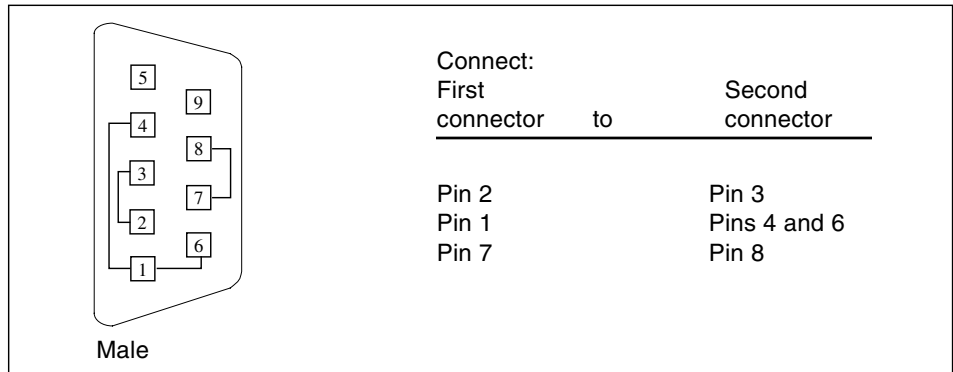 5
9
4
8
3
7
2
6
1
Male
Connect:
First Second
connector to connector
Pin 2 Pin 3
Pin 1 Pins 4 and 6
Pin 7 Pin 8